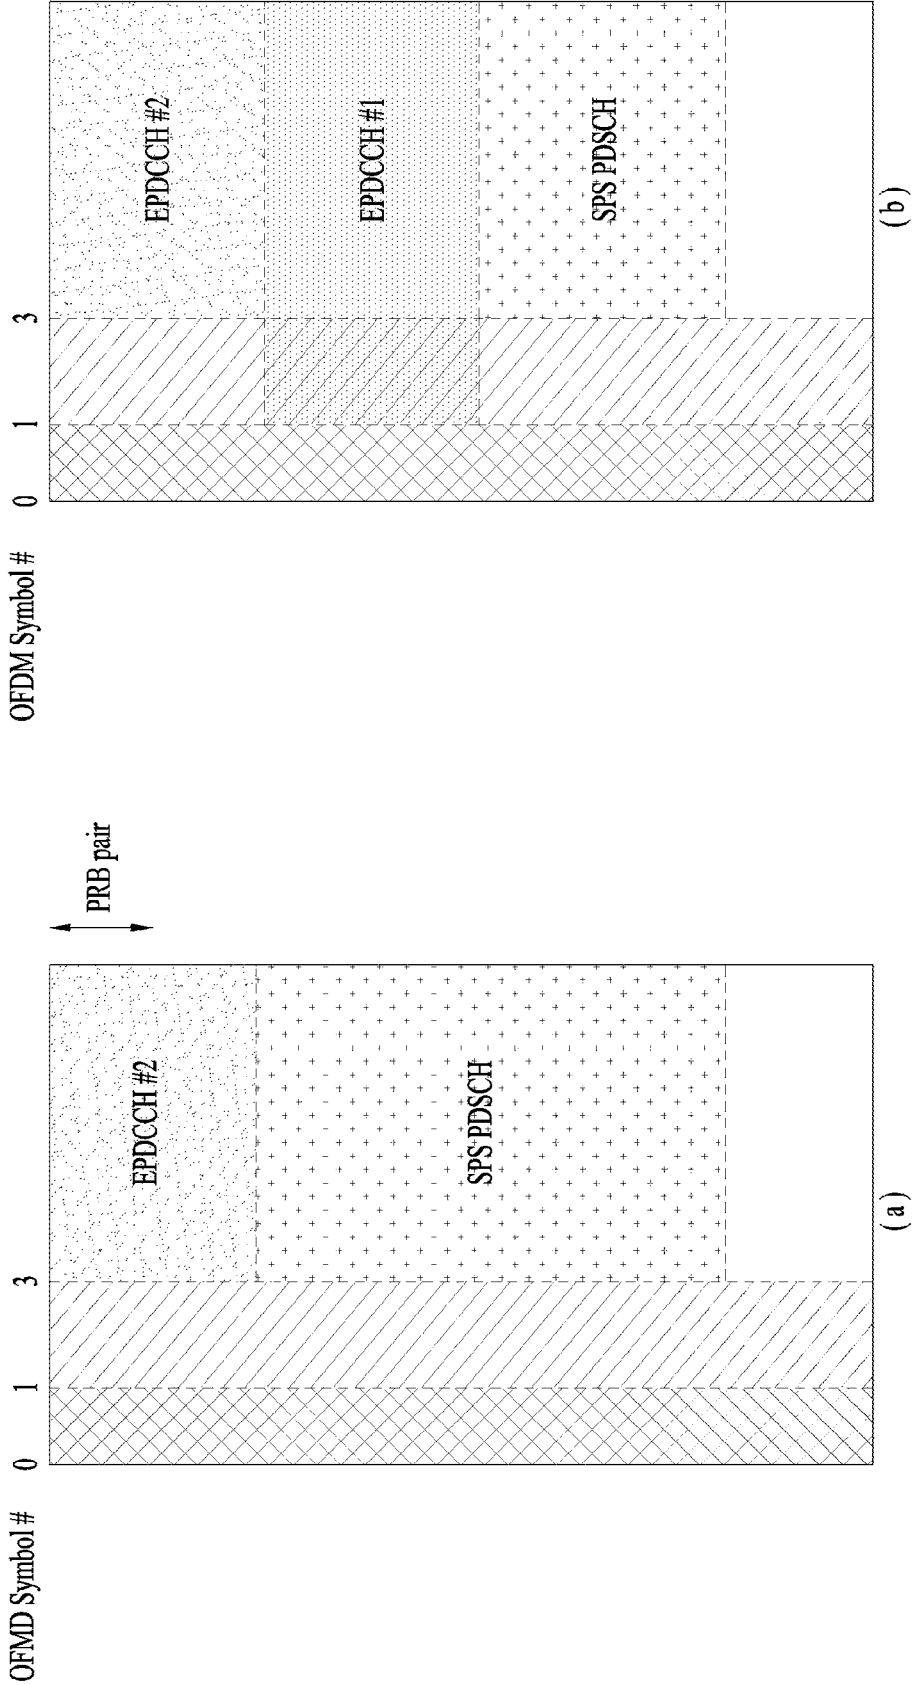 OFMD Symbol #
0
1
3
EPDCCH #2
SPS PDSCH
PRB pair
(a)
OFDM Symbol #
0
1
3
EPDCCH #2
EPDCCH #1
SPS PDSCH
(b)